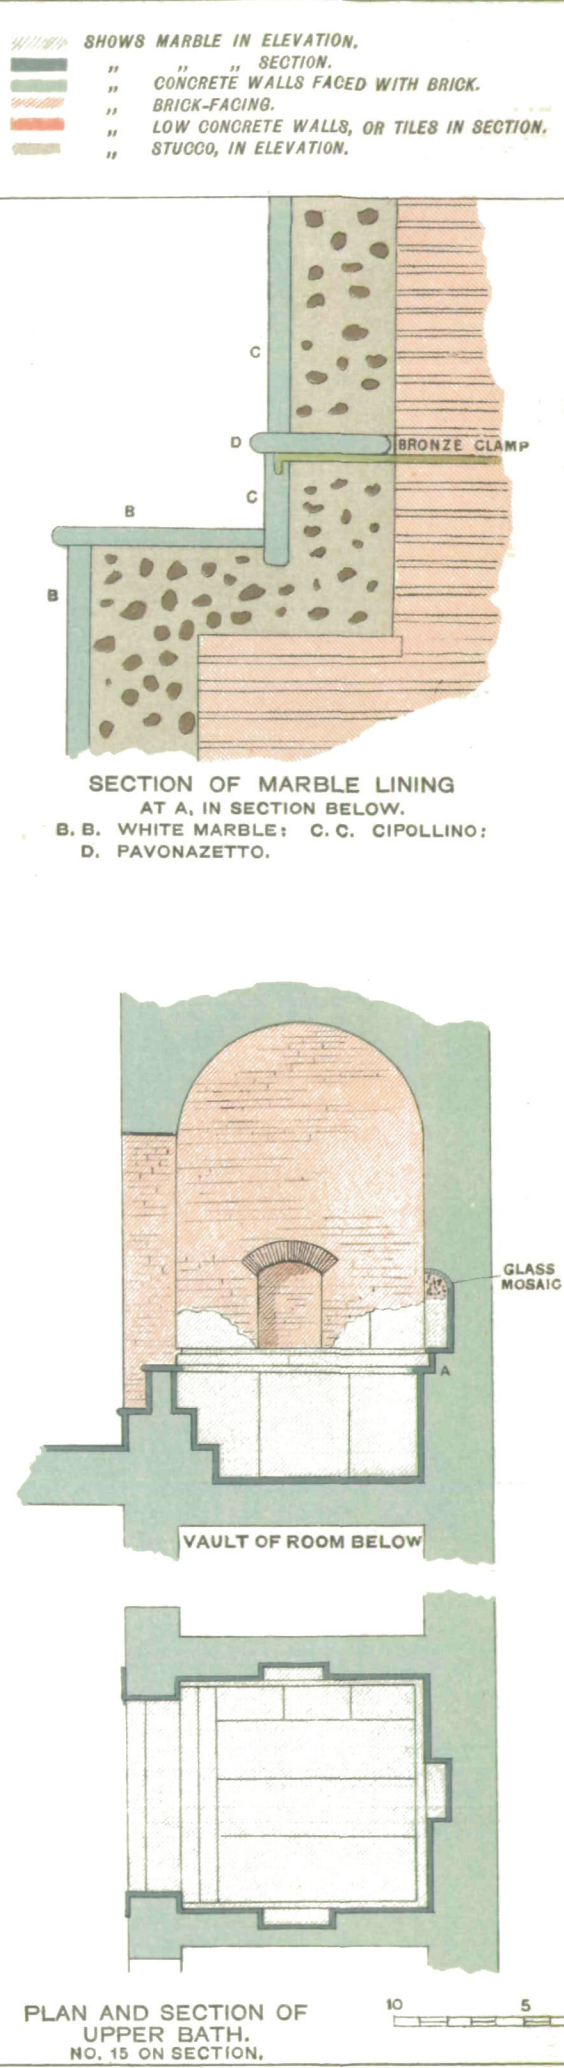 SHOWS MARBLE IN ELEVATION.
„ „ „ SECTION.
„ CONCRETE WALLS FACED WITH BRICK.
„ BRICK-FACING.
„ LOW CONCRETE WALLS, OR TILES IN SECTION.
„ STUCCO, IN ELEVATION.
C
D
BRONZE CLAMP
C
B
B
SECTION OF MARBLE LINING
AT A, IN SECTION BELOW.
B. B. WHITE MARBLE: C. C. CIPOLLINO:
D. PAVONAZETTO.
GLASS
MOSAIC
A
VAULT OF ROOM BELOW
PLAN AND SECTION OF
UPPER BATH.
NO. 15 ON SECTION.
10 5